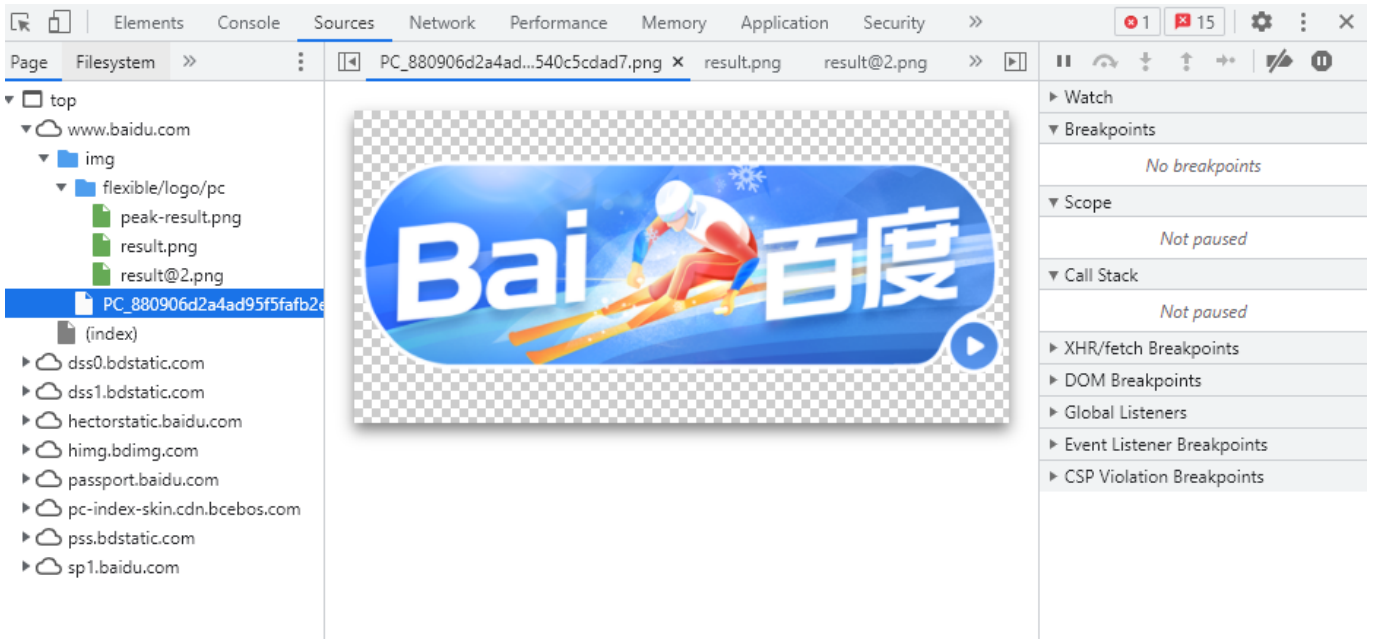 Elements Console Sources Network Performance Memory Application Security » 1 15
Page Filesystem » PC_880906d2a4ad...540c5cdad7.png × result.png result@2.png »
top
www.baidu.com
img
flexible/logo/pc
peak-result.png
result.png
result@2.png
PC_880906d2a4ad95f5fafb2e
(index)
dss0.bdstatic.com
dss1.bdstatic.com
hectorstatic.baidu.com
himg.bdimg.com
passport.baidu.com
pc-index-skin.cdn.bcebos.com
pss.bdstatic.com
sp1.baidu.com
Bai 百度
Watch
Breakpoints
No breakpoints
Scope
Not paused
Call Stack
Not paused
XHR/fetch Breakpoints
DOM Breakpoints
Global Listeners
Event Listener Breakpoints
CSP Violation Breakpoints